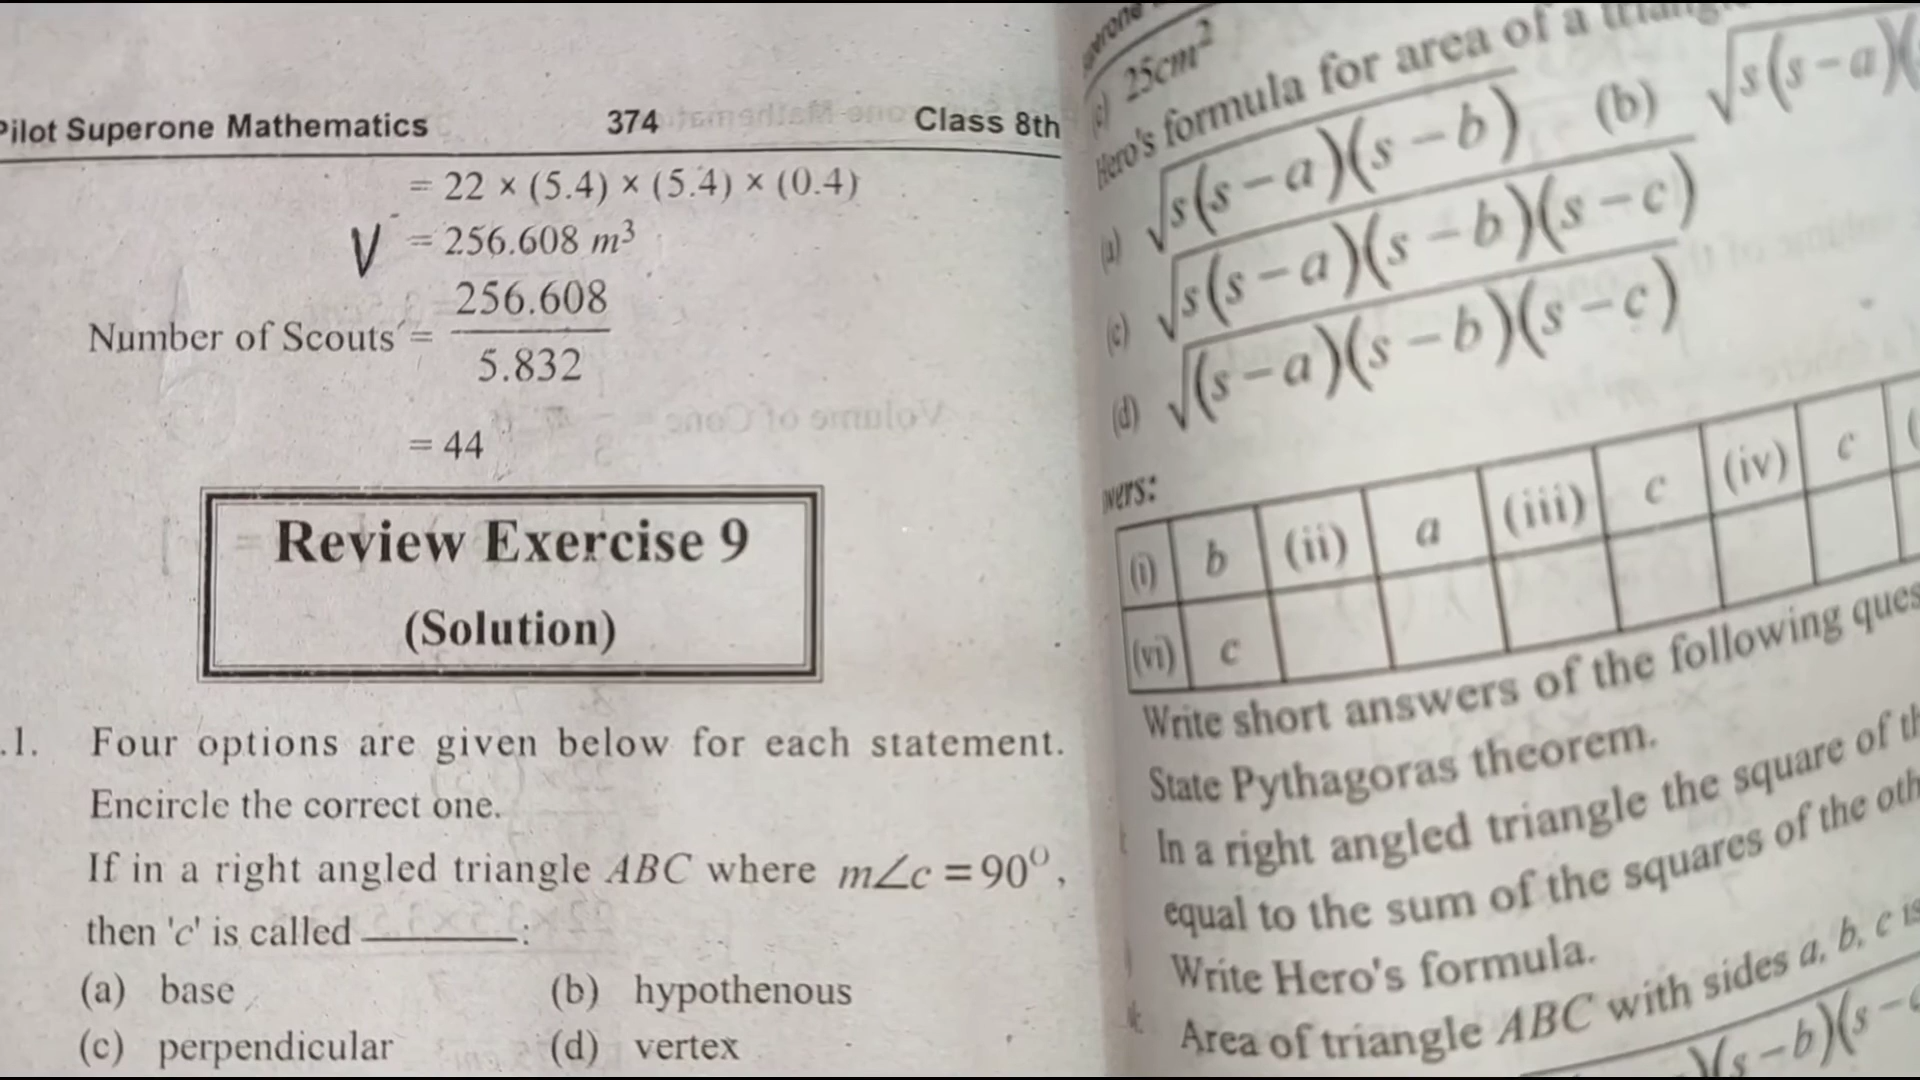 Pilot Superone Mathematics 374 Class 8th
= 22 × (5.4) × (5.4) × (0.4)
V = 256.608 m³
Number of Scouts = 256.608 / 5.832
= 44
Review Exercise 9
(Solution)
.1. Four options are given below for each statement.
Encircle the correct one.
If in a right angled triangle ABC where m∠c = 90⁰,
then 'c' is called ________:
(a) base (b) hypothenous
(c) perpendicular (d) vertex
25cm²
Hero's formula for area of a
(a) √s(s−a)(s−b) (b) √s(s−a)(
(c) √s(s−a)(s−b)(s−c)
(d) √(s−a)(s−b)(s−c)
wers:
(i) b (ii) a (iii) c (iv) c
(vi) c
Write short answers of the following ques
State Pythagoras theorem.
In a right angled triangle the square of th
equal to the sum of the squares of the oth
Write Hero's formula.
Area of triangle ABC with sides a, b, c is
)(s−b)(s−